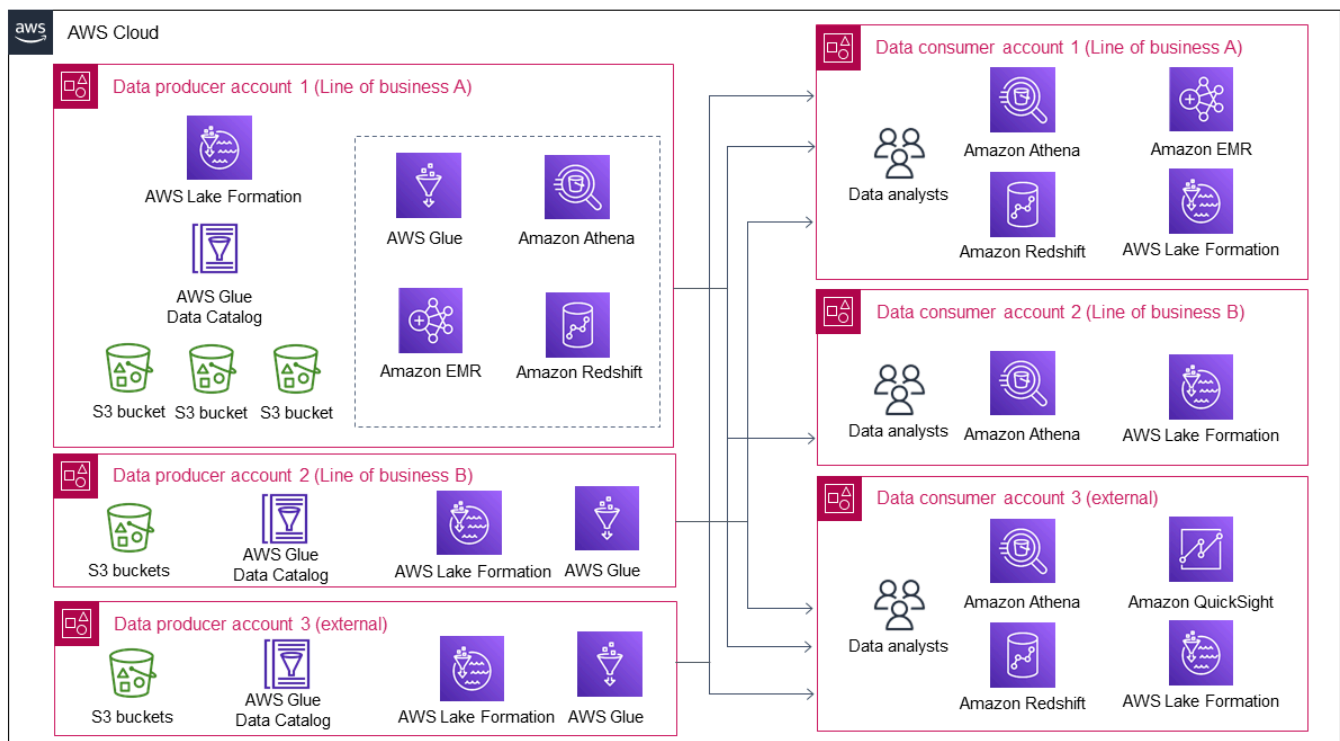 aws
AWS Cloud
Data producer account 1 (Line of business A)
AWS Lake Formation
AWS Glue
Data Catalog
S3 bucket
S3 bucket
S3 bucket
AWS Glue
Amazon Athena
Amazon EMR
Amazon Redshift
Data producer account 2 (Line of business B)
S3 buckets
AWS Glue
Data Catalog
AWS Lake Formation
AWS Glue
Data producer account 3 (external)
S3 buckets
AWS Glue
Data Catalog
AWS Lake Formation
AWS Glue
Data consumer account 1 (Line of business A)
Data analysts
Amazon Athena
Amazon EMR
Amazon Redshift
AWS Lake Formation
Data consumer account 2 (Line of business B)
Data analysts
Amazon Athena
AWS Lake Formation
Data consumer account 3 (external)
Data analysts
Amazon Athena
Amazon QuickSight
Amazon Redshift
AWS Lake Formation